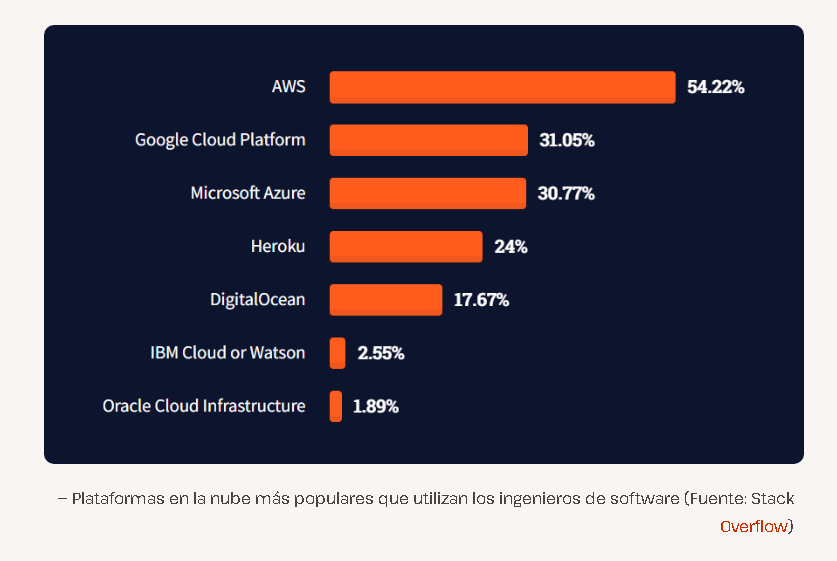 AWS 54.22%
Google Cloud Platform 31.05%
Microsoft Azure 30.77%
Heroku 24%
DigitalOcean 17.67%
IBM Cloud or Watson 2.55%
Oracle Cloud Infrastructure 1.89%
– Plataformas en la nube más populares que utilizan los ingenieros de software (Fuente: Stack
Overflow)